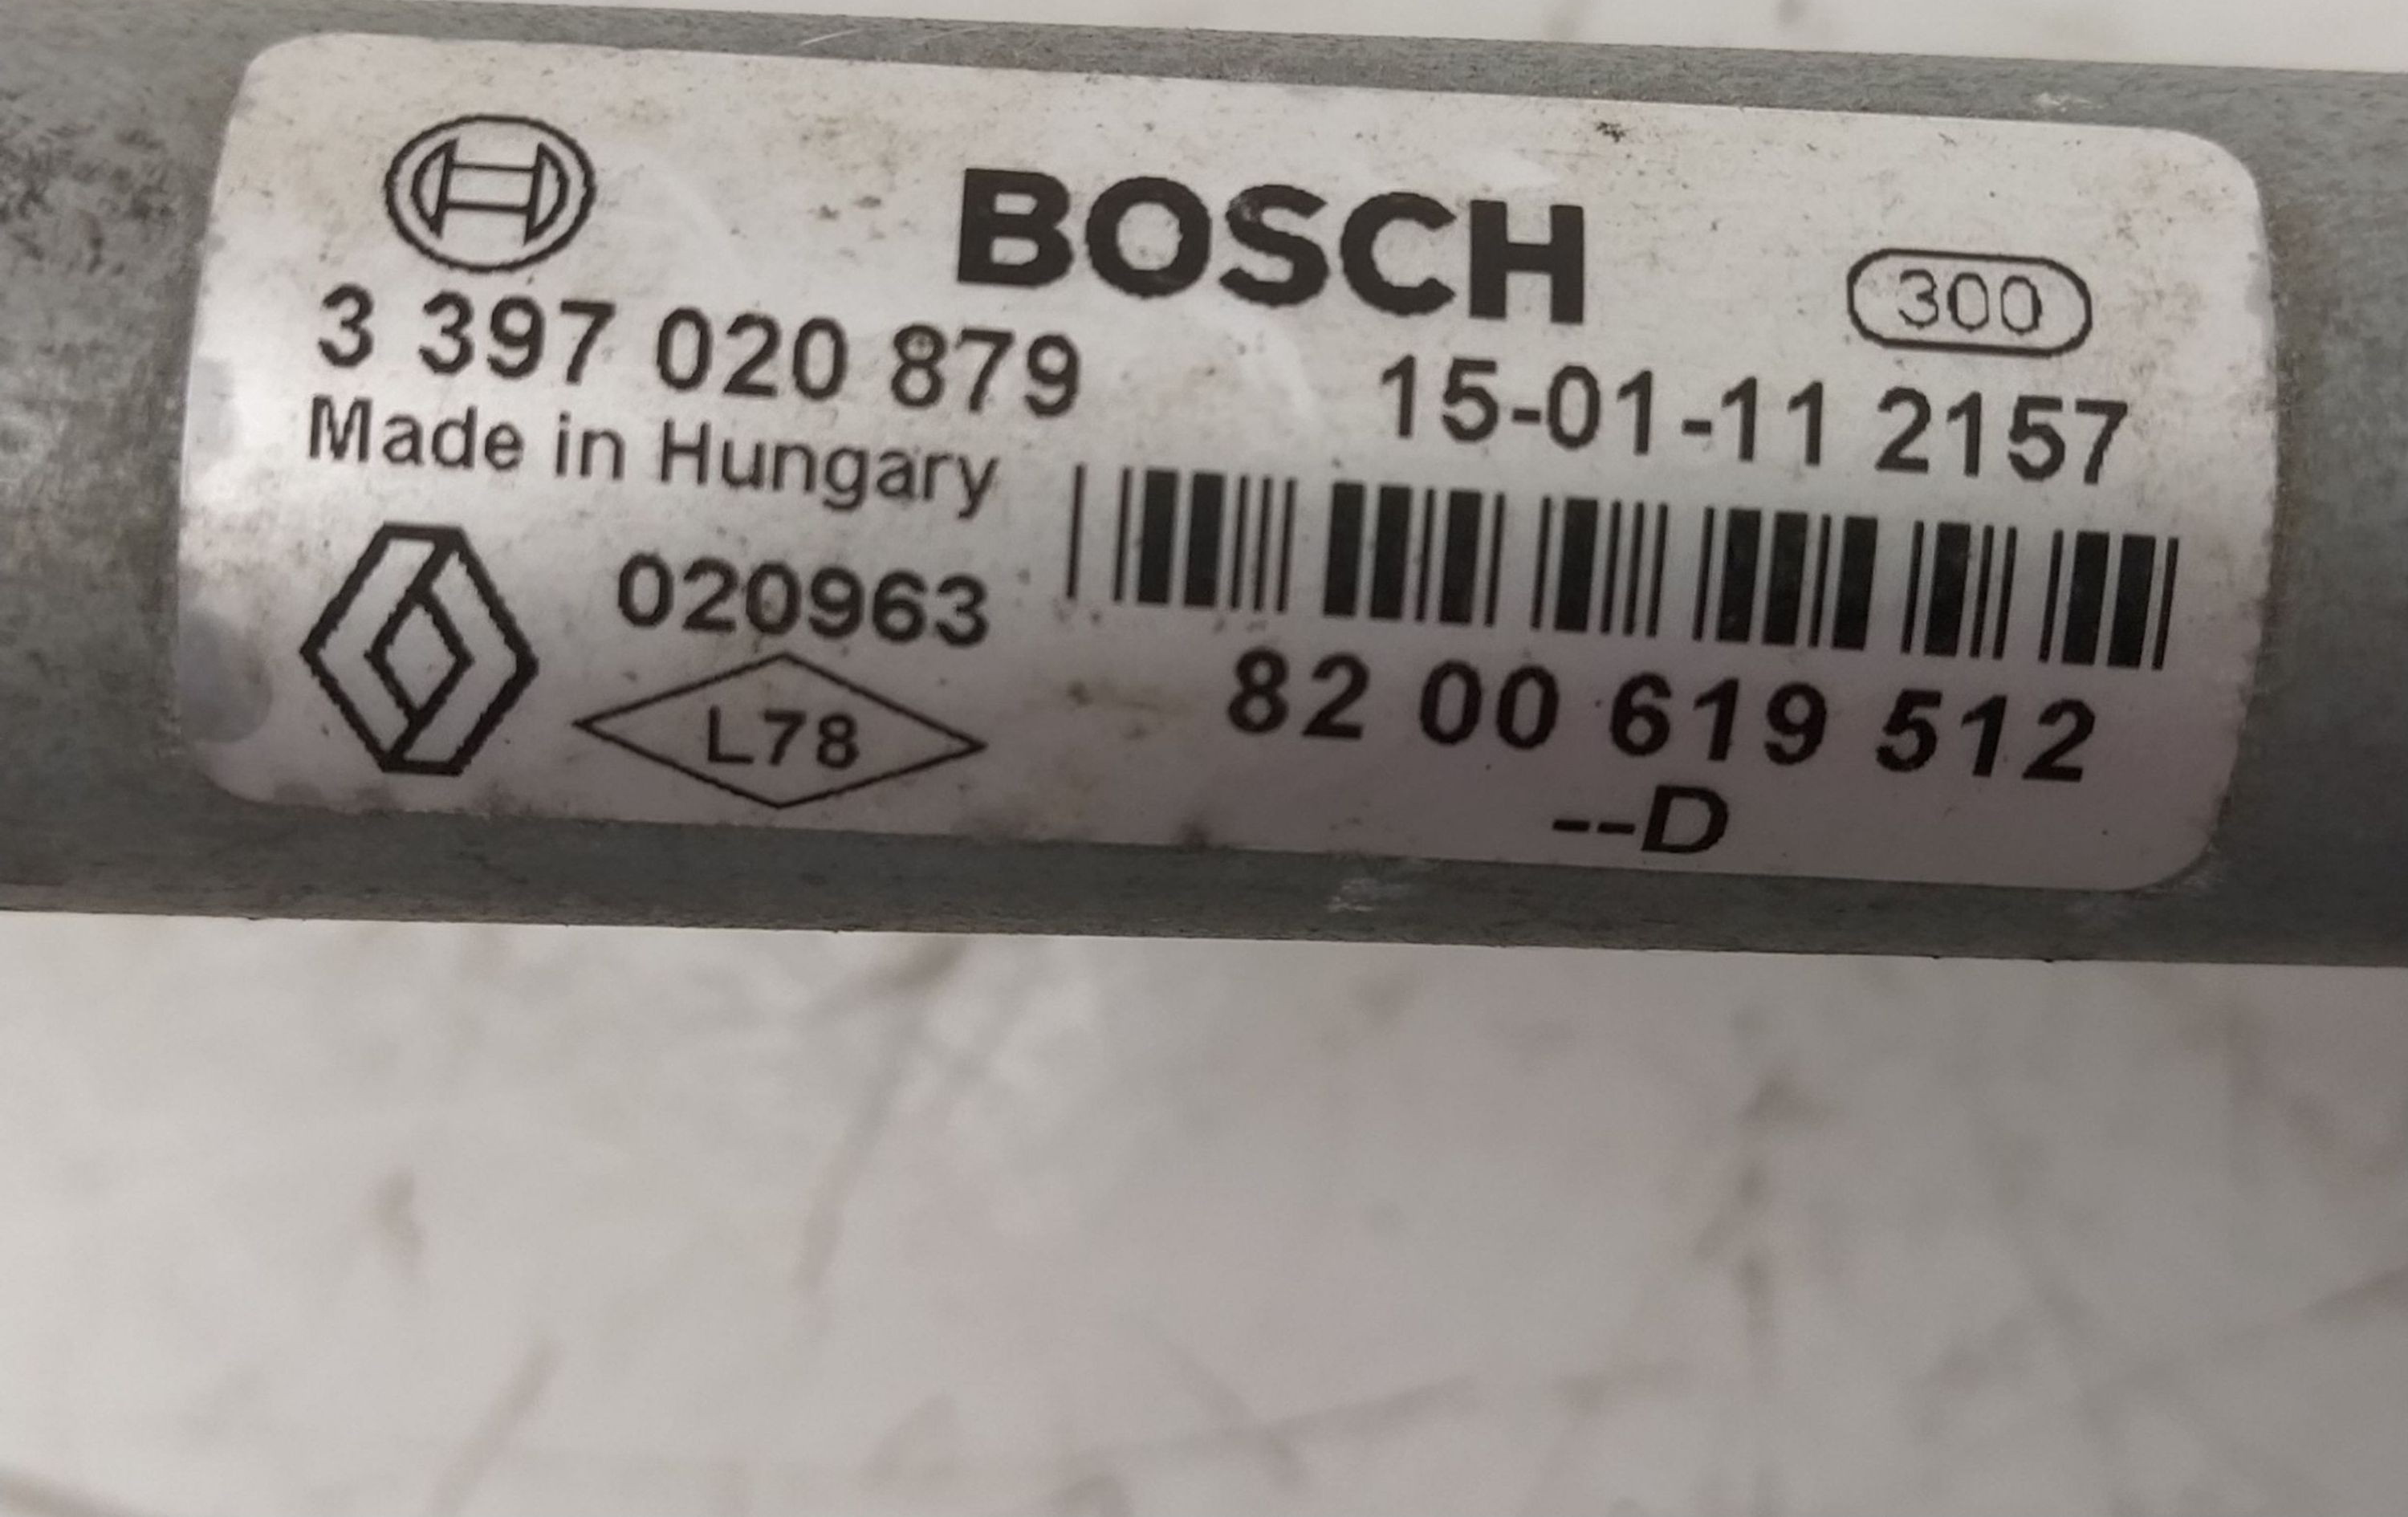 BOSCH
300
3 397 020 879
15-01-11 2157
Made in Hungary
020963
L78
82 00 619 512
--D